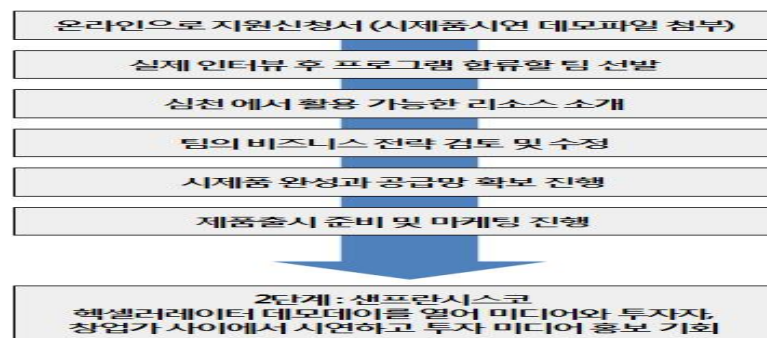 온라인으로 지원신청서 (시제품시연 데모파일 첨부)
실제 인터뷰 후 프로그램 합류할 팀 선발
심천 에서 활용 가능한 리소스 소개
팀의 비즈니스 전략 검토 및 수정
시제품 완성과 공급망 확보 진행
제품출시 준비 및 마케팅 진행
2단계 : 샌프란시스코
헥셀러레이터 데모데이를 열어 미디어와 투자자,
창업가 사이에서 시연하고 투자 미디어 홍보 기회